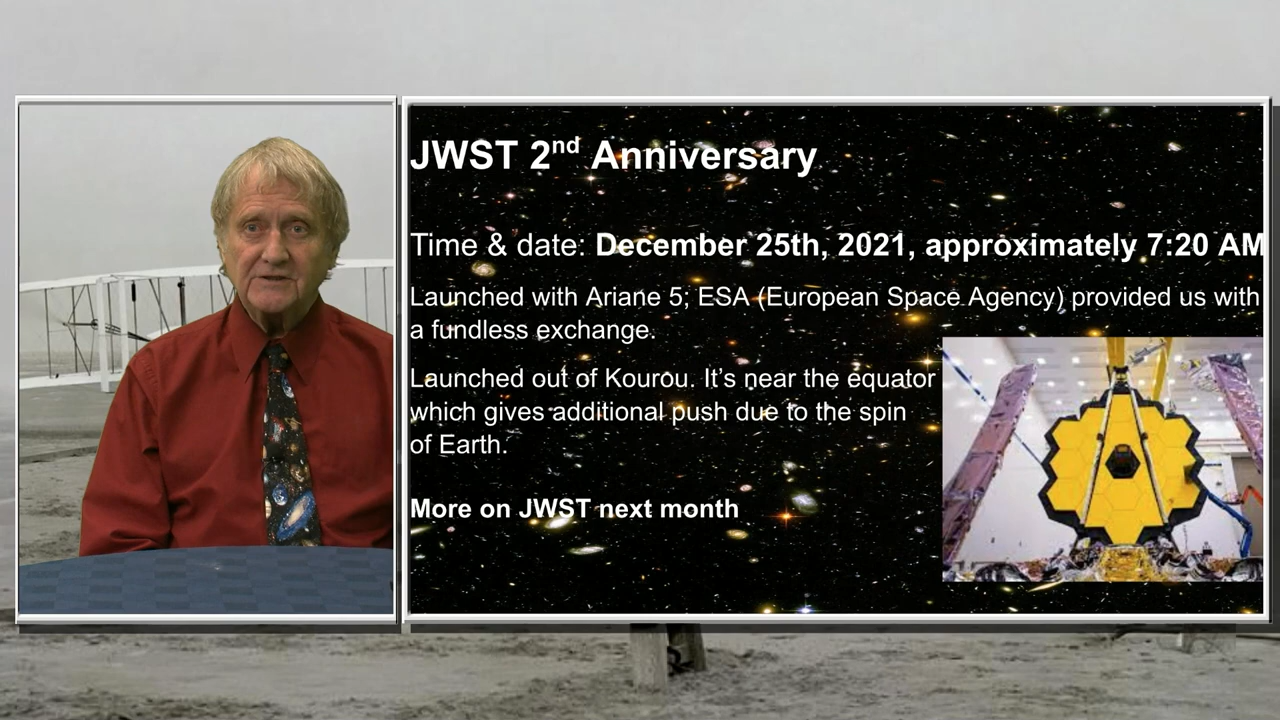 JWST 2nd Anniversary
Time & date: December 25th, 2021, approximately 7:20 AM
Launched with Ariane 5; ESA (European Space Agency) provided us with
a fundless exchange.
Launched out of Kourou. It’s near the equator
which gives additional push due to the spin
of Earth.
More on JWST next month